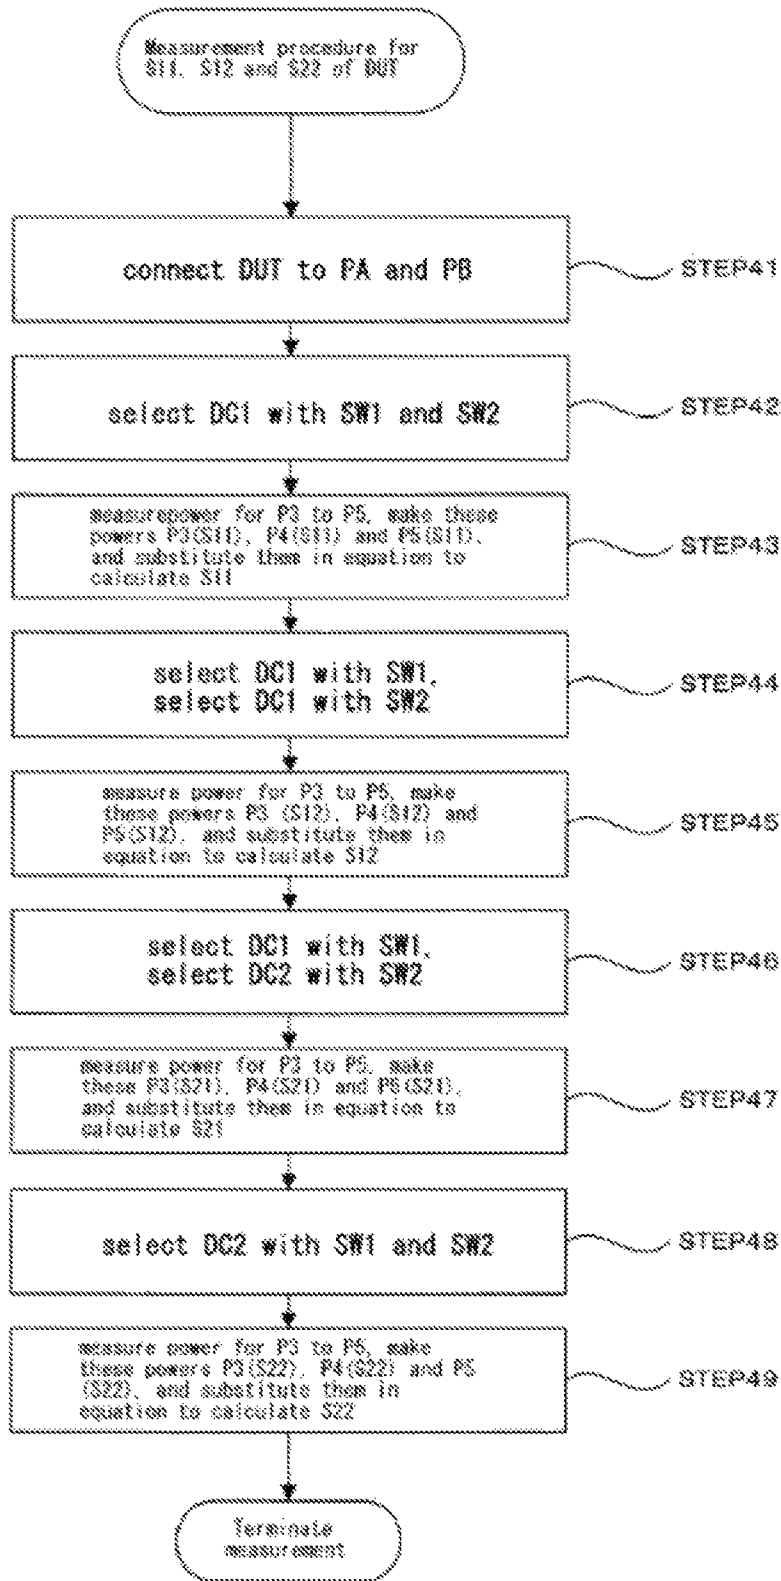 Measurement procedure for
S11, S12 and S22 of DUT
connect DUT to PA and PB
STEP41
select DC1 with SW1 and SW2
STEP42
measurepower for P3 to P5, make these
powers P3(S11), P4(S11) and P5(S11),
and substitute them in equation to
calculate S11
STEP43
select DC1 with SW1,
select DC1 with SW2
STEP44
measure power for P3 to P5, make
these powers P3 (S12), P4(S12) and
P5(S12), and substitute them in
equation to calculate S12
STEP45
select DC1 with SW1,
select DC2 with SW2
STEP46
measure power for P3 to P5, make
these P3(S21), P4(S21) and P5(S21),
and substitute them in equation to
calculate S21
STEP47
select DC2 with SW1 and SW2
STEP48
measure power for P3 to P5, make
these powers P3(S22), P4(S22) and P5
(S22), and substitute them in
equation to calculate S22
STEP49
Terminate
measurement